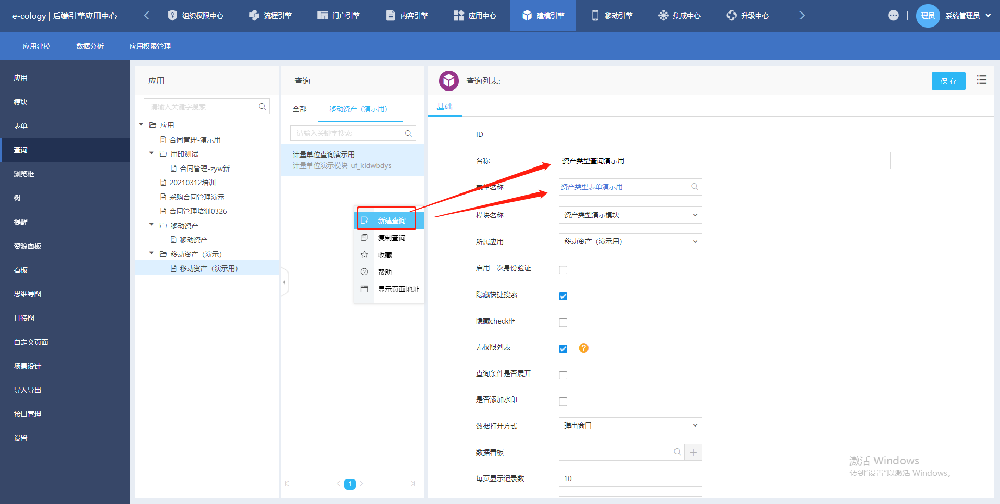 e-cology | 后端引擎应用中心
组织权限中心
流程引擎
门户引擎
内容引擎
应用中心
建模引擎
移动引擎
集成中心
升级中心
理员
系统管理员
应用建模
数据分析
应用权限管理
应用
模块
表单
查询
浏览框
树
提醒
资源面板
看板
思维导图
甘特图
自定义页面
场景设计
导入导出
接口管理
设置
应用
请输入关键字搜索
应用
合同管理-演示用
用印测试
合同管理-zyw新
20210312培训
采购合同管理演示
合同管理培训0326
移动资产
移动资产
移动资产（演示）
移动资产（演示用）
查询
全部
移动资产（演示用）
请输入关键字搜索
计量单位查询演示用
计量单位演示模块-uf_kldwbdys
1
新建查询
复制查询
收藏
帮助
显示页面地址
查询列表:
保 存
基础
ID
名称
资产类型查询演示用
表单名称
资产类型表单演示用
模块名称
资产类型演示模块
所属应用
移动资产（演示用）
启用二次身份验证
隐藏快捷搜索
隐藏check框
无权限列表
?
查询条件是否展开
是否添加水印
数据打开方式
弹出窗口
数据看板
每页显示记录数
10
激活 Windows
转到"设置"以激活 Windows。